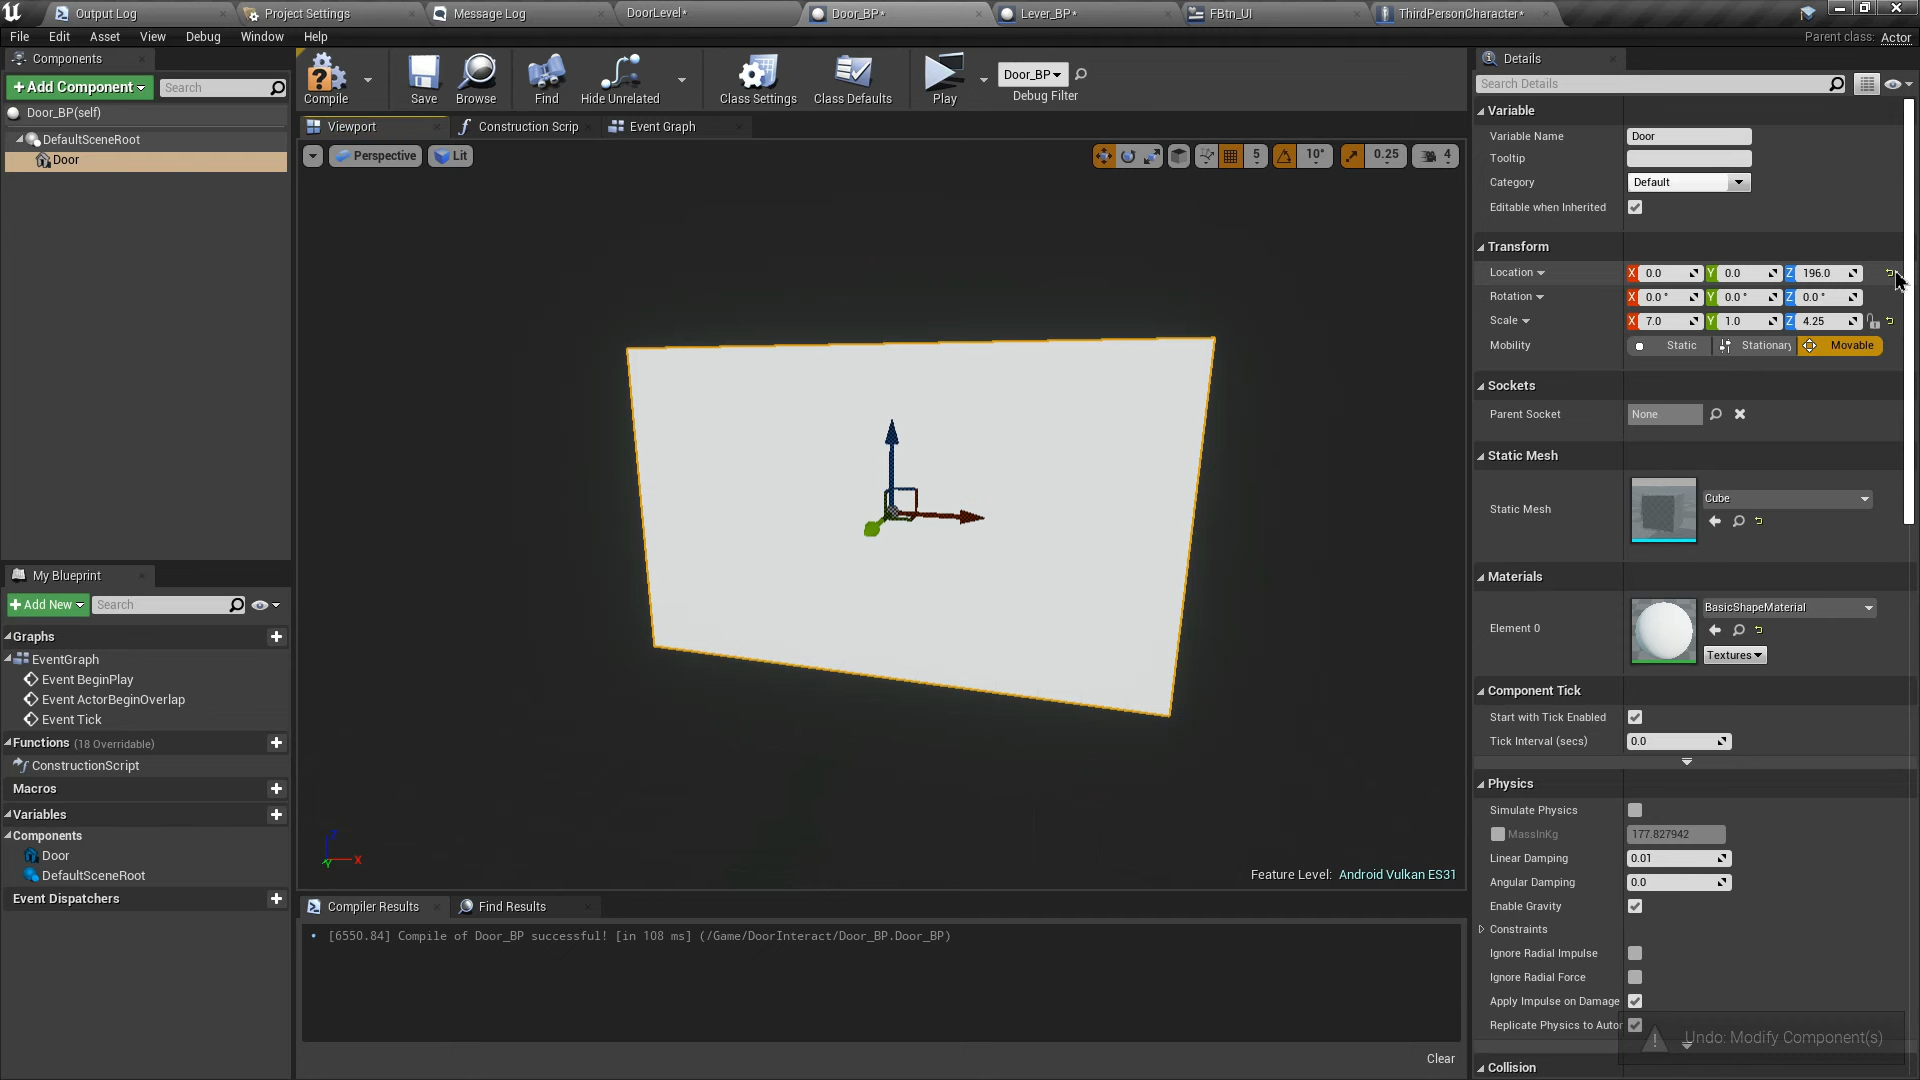 Output Log
Project Settings
Message Log
DoorLevel*
Door_BP*
Lever_BP*
FBtn_UI
ThirdPersonCharacter*
File
Edit
Asset
View
Debug
Window
Help
Parent class: Actor
Components
+Add Component
Search
Door_BP(self)
DefaultSceneRoot
Door
Compile
Save
Browse
Find
Hide Unrelated
Class Settings
Class Defaults
Play
Door_BP
Debug Filter
Viewport
Construction Scrip
Event Graph
Perspective
Lit
5
10°
0.25
4
Feature Level: Android Vulkan ES31
X
Y
My Blueprint
+Add New
Search
Graphs
EventGraph
Event BeginPlay
Event ActorBeginOverlap
Event Tick
Functions (18 Overridable)
ConstructionScript
Macros
Variables
Components
Door
DefaultSceneRoot
Event Dispatchers
Compiler Results
Find Results
• [6550.84] Compile of Door_BP successful! [in 108 ms] (/Game/DoorInteract/Door_BP.Door_BP)
Clear
Details
Search Details
Variable
Variable Name Door
Tooltip
Category Default
Editable when Inherited
Transform
Location X 0.0 Y 0.0 Z 196.0
Rotation X 0.0° Y 0.0° Z 0.0°
Scale X 7.0 Y 1.0 Z 4.25
Mobility Static Stationary Movable
Sockets
Parent Socket None
Static Mesh
Static Mesh Cube
Materials
Element 0 BasicShapeMaterial
Textures
Component Tick
Start with Tick Enabled
Tick Interval (secs) 0.0
Physics
Simulate Physics
MassInKg 177.827942
Linear Damping 0.01
Angular Damping 0.0
Enable Gravity
Constraints
Ignore Radial Impulse
Ignore Radial Force
Apply Impulse on Damage
Replicate Physics to Autor
Undo: Modify Component(s)
Collision